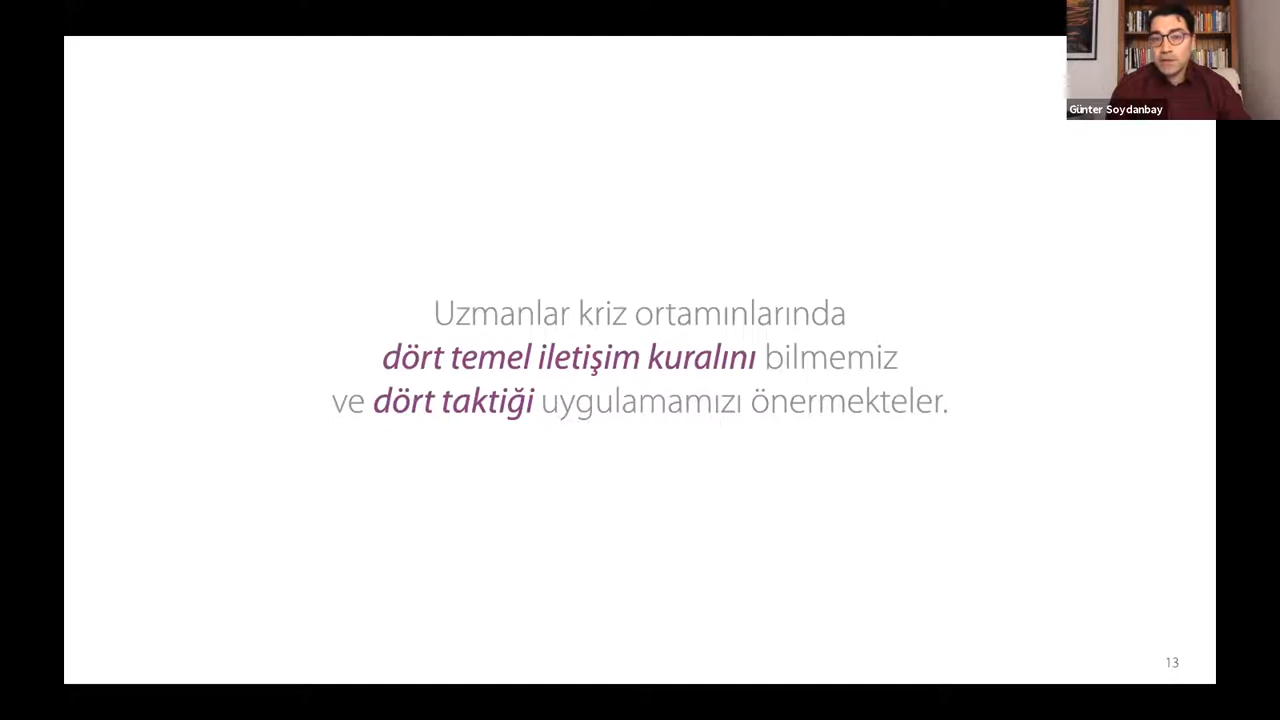 Günter Soydanbay
Uzmanlar kriz ortamınlarında
dört temel iletişim kuralını bilmemiz
ve dört taktiği uygulamamızı önermekteler.
13